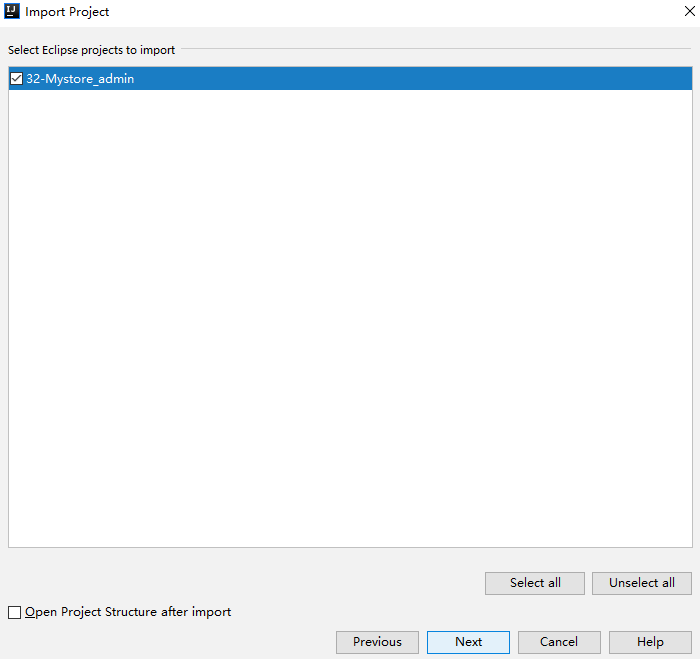 IJ
Import Project
Select Eclipse projects to import
32-Mystore_admin
Select all Unselect all
Open Project Structure after import
Previous Next Cancel Help